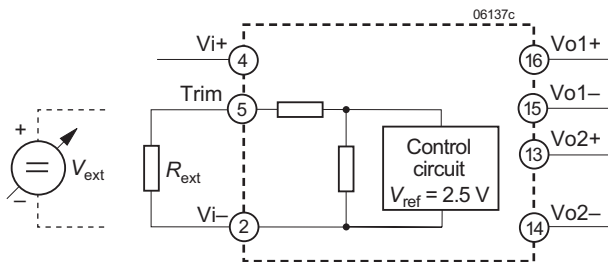 06137c
Vi+
4
16
Vo1+
Trim
5
15
Vo1–
13
Vo2+
+
Vext
–
Rext
Control
circuit
Vref = 2.5 V
Vi–
2
14
Vo2–